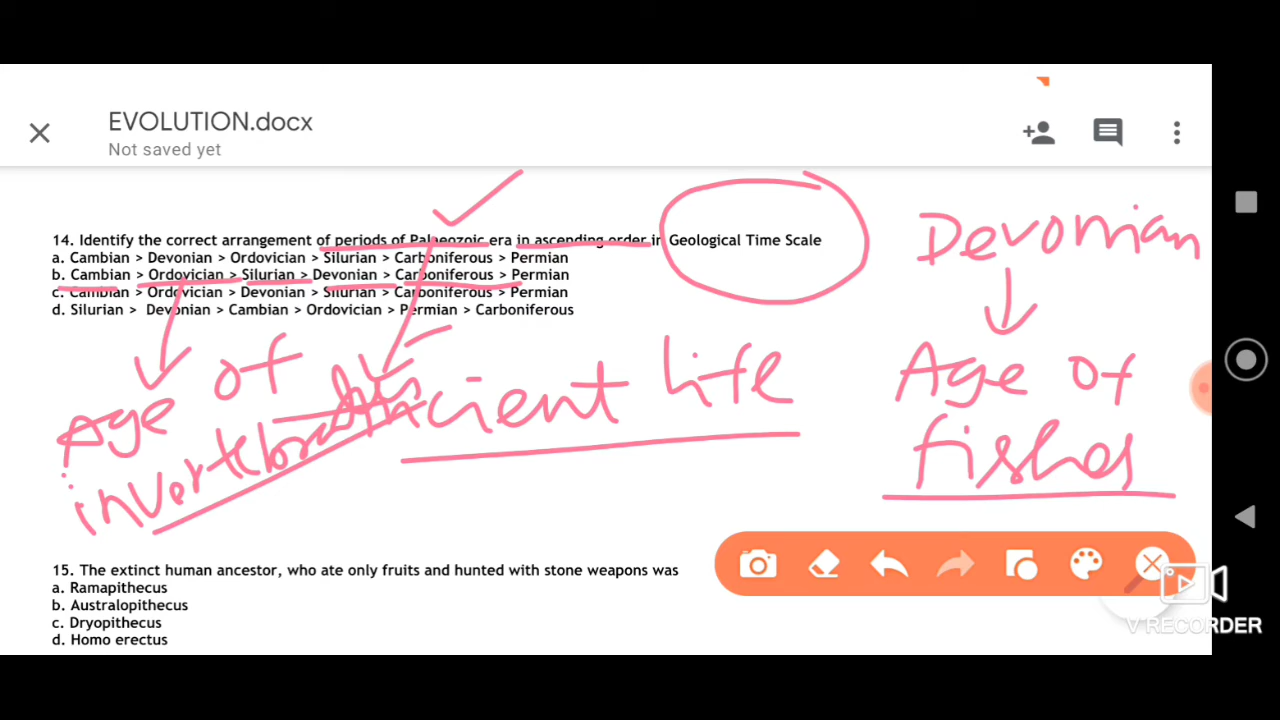 EVOLUTION.docx
Not saved yet
14. Identify the correct arrangement of periods of Palaeozoic era in ascending order in Geological Time Scale
a. Cambian > Devonian > Ordovician > Silurian > Carboniferous > Permian
b. Cambian > Ordovician > Silurian > Devonian > Carboniferous > Permian
c. Cambian > Ordovician > Devonian > Silurian > Carboniferous > Permian
d. Silurian > Devonian > Cambian > Ordovician > Permian > Carboniferous
Devonian
Age of
fishes
Age of
Ancient life
15. The extinct human ancestor, who ate only fruits and hunted with stone weapons was
a. Ramapithecus
b. Australopithecus
c. Dryopithecus
d. Homo erectus
V RECORDER